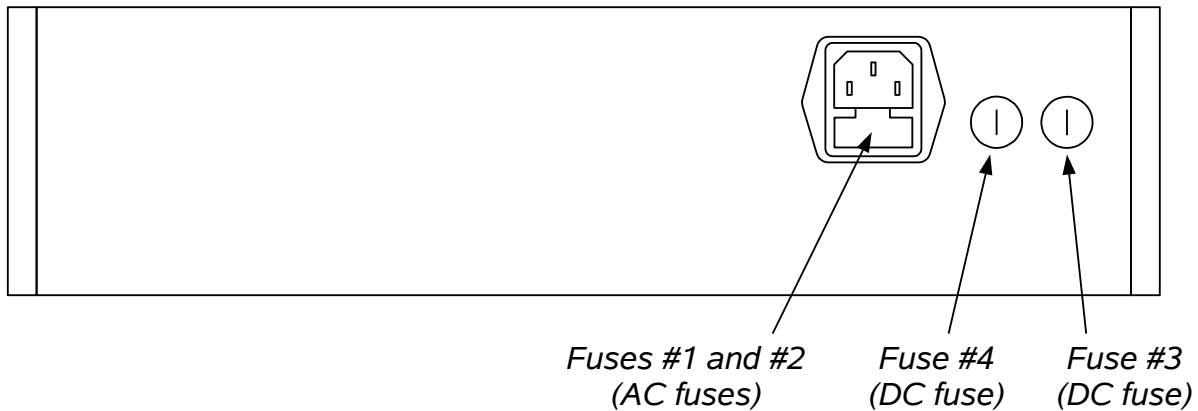 Fuses #1 and #2
(AC fuses)
Fuse #4
(DC fuse)
Fuse #3
(DC fuse)